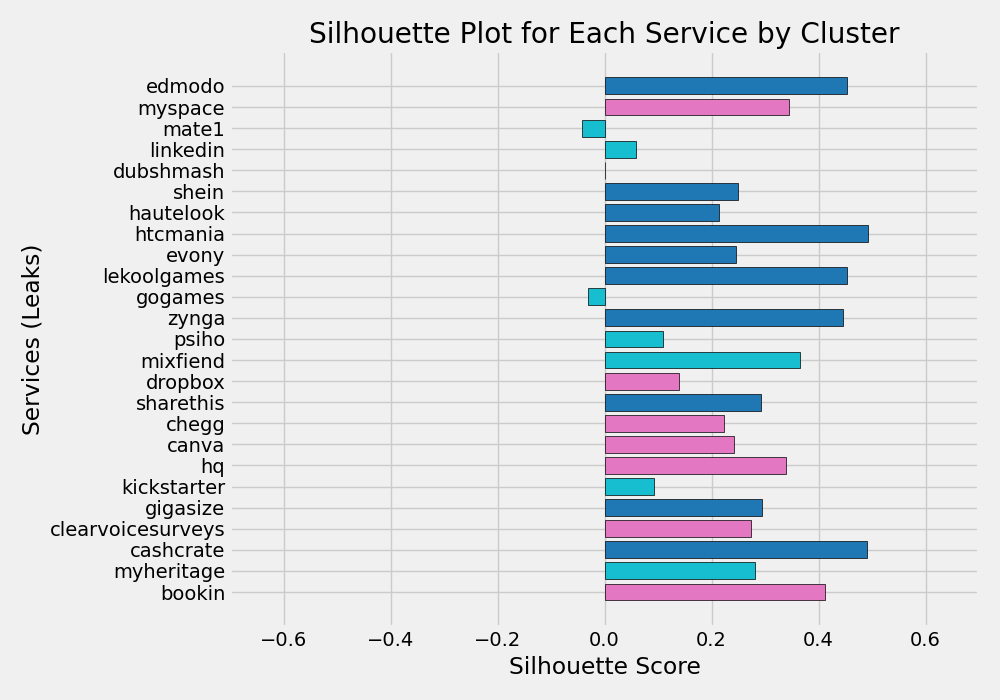 Silhouette Plot for Each Service by Cluster
Services (Leaks)
edmodo
myspace
mate1
linkedin
dubshmash
shein
hautelook
htcmania
evony
lekoolgames
gogames
zynga
psiho
mixfiend
dropbox
sharethis
chegg
canva
hq
kickstarter
gigasize
clearvoicesurveys
cashcrate
myheritage
bookin
−0.6 −0.4 −0.2 0.0 0.2 0.4 0.6
Silhouette Score